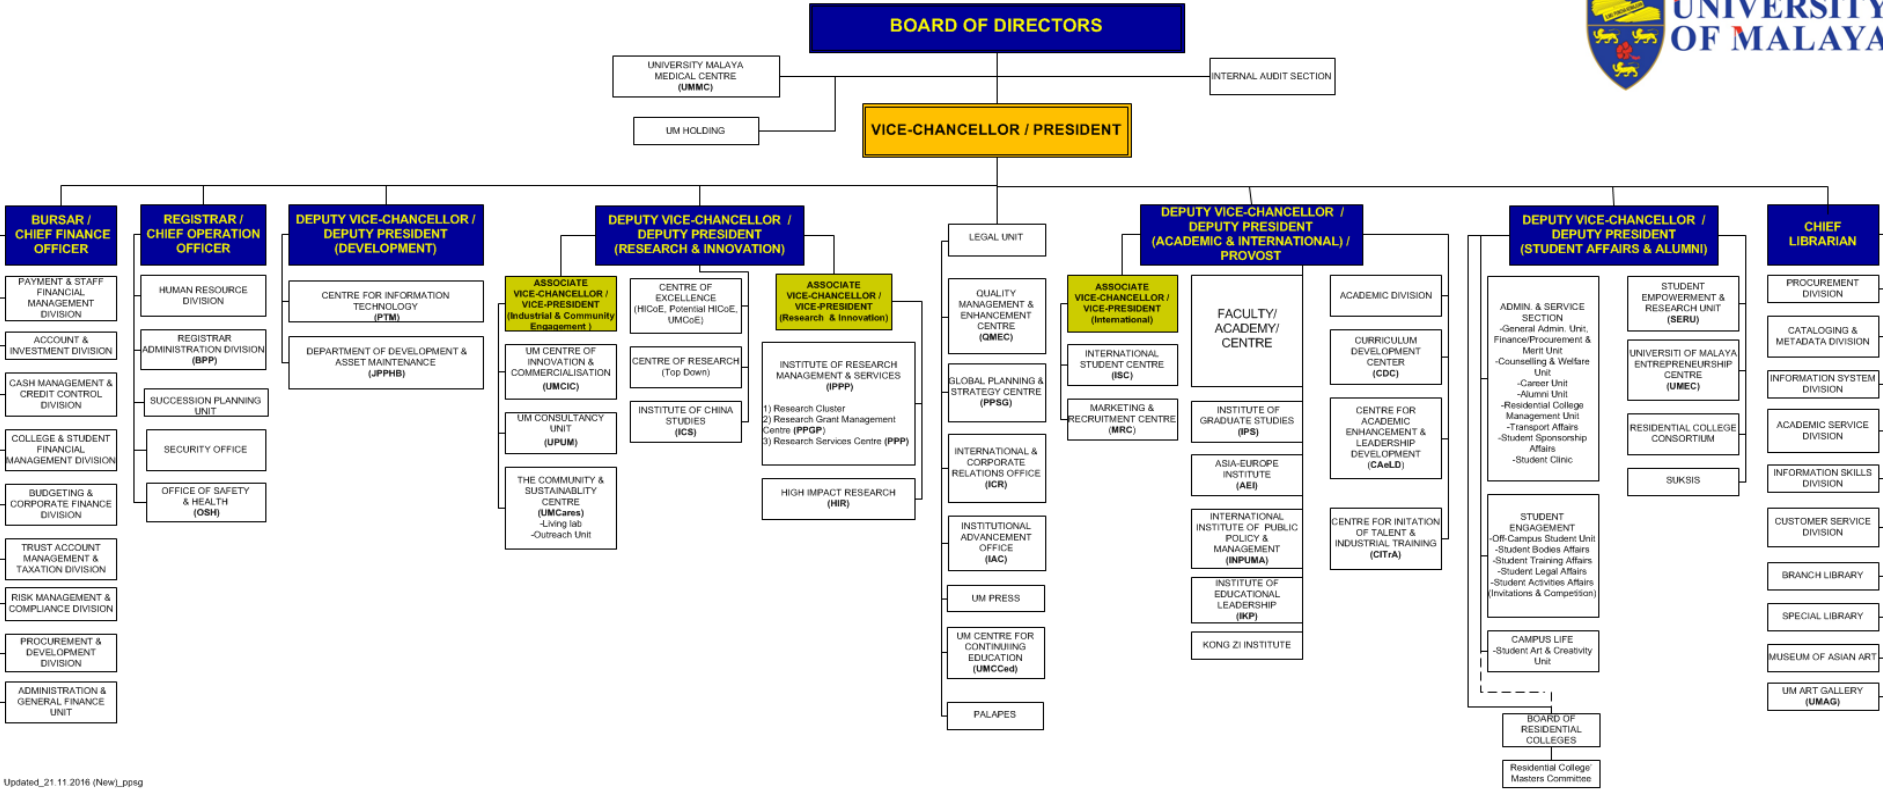 BOARD OF DIRECTORS
UNIVERSITY
OF MALAYA
UNIVERSITY MALAYA
MEDICAL CENTRE
(UMMC)
INTERNAL AUDIT SECTION
UM HOLDING
VICE-CHANCELLOR / PRESIDENT
BURSAR /
CHIEF FINANCE
OFFICER
PAYMENT & STAFF
FINANCIAL
MANAGEMENT
DIVISION
ACCOUNT &
INVESTMENT DIVISION
CASH MANAGEMENT &
CREDIT CONTROL
DIVISION
COLLEGE & STUDENT
FINANCIAL
MANAGEMENT DIVISION
BUDGETING &
CORPORATE FINANCE
DIVISION
TRUST ACCOUNT
MANAGEMENT &
TAXATION DIVISION
RISK MANAGEMENT &
COMPLIANCE DIVISION
PROCUREMENT &
DEVELOPMENT
DIVISION
ADMINISTRATION &
GENERAL FINANCE
UNIT
REGISTRAR /
CHIEF OPERATION
OFFICER
HUMAN RESOURCE
DIVISION
REGISTRAR
ADMINISTRATION DIVISION
(BPP)
SUCCESSION PLANNING
UNIT
SECURITY OFFICE
OFFICE OF SAFETY
& HEALTH
(OSH)
DEPUTY VICE-CHANCELLOR /
DEPUTY PRESIDENT
(DEVELOPMENT)
CENTRE FOR INFORMATION
TECHNOLOGY
(PTM)
DEPARTMENT OF DEVELOPMENT &
ASSET MAINTENANCE
(JPPHB)
DEPUTY VICE-CHANCELLOR /
DEPUTY PRESIDENT
(RESEARCH & INNOVATION)
ASSOCIATE
VICE-CHANCELLOR /
VICE-PRESIDENT
(Industrial & Community
Engagement )
UM CENTRE OF
INNOVATION &
COMMERCIALISATION
(UMCIC)
UM CONSULTANCY
UNIT
(UPUM)
THE COMMUNITY &
SUSTAINABLITY
CENTRE
(UMCares)
-Living lab
-Outreach Unit
CENTRE OF
EXCELLENCE
(HICoE, Potential HICoE,
UMCoE)
CENTRE OF RESEARCH
(Top Down)
INSTITUTE OF CHINA
STUDIES
(ICS)
ASSOCIATE
VICE-CHANCELLOR /
VICE-PRESIDENT
(Research & Innovation)
INSTITUTE OF RESEARCH
MANAGEMENT & SERVICES
(IPPP)
1) Research Cluster
2) Research Grant Management
Centre (PPGP)
3) Research Services Centre (PPP)
HIGH IMPACT RESEARCH
(HIR)
LEGAL UNIT
QUALITY
MANAGEMENT &
ENHANCEMENT
CENTRE
(QMEC)
GLOBAL PLANNING &
STRATEGY CENTRE
(PPSG)
INTERNATIONAL &
CORPORATE
RELATIONS OFFICE
(ICR)
INSTITUTIONAL
ADVANCEMENT
OFFICE
(IAC)
UM PRESS
UM CENTRE FOR
CONTINUIING
EDUCATION
(UMCCed)
PALAPES
DEPUTY VICE-CHANCELLOR /
DEPUTY PRESIDENT
(ACADEMIC & INTERNATIONAL) /
PROVOST
ASSOCIATE
VICE-CHANCELLOR /
VICE-PRESIDENT
(International)
INTERNATIONAL
STUDENT CENTRE
(ISC)
MARKETING &
RECRUITMENT CENTRE
(MRC)
FACULTY/
ACADEMY/
CENTRE
INSTITUTE OF
GRADUATE STUDIES
(IPS)
ASIA-EUROPE
INSTITUTE
(AEI)
INTERNATIONAL
INSTITUTE OF PUBLIC
POLICY &
MANAGEMENT
(INPUMA)
INSTITUTE OF
EDUCATIONAL
LEADERSHIP
(IKP)
KONG ZI INSTITUTE
ACADEMIC DIVISION
CURRICULUM
DEVELOPMENT
CENTER
(CDC)
CENTRE FOR
ACADEMIC
ENHANCEMENT &
LEADERSHIP
DEVELOPMENT
(CAeLD)
CENTRE FOR INITATION
OF TALENT &
INDUSTRIAL TRAINING
(CITrA)
DEPUTY VICE-CHANCELLOR /
DEPUTY PRESIDENT
(STUDENT AFFAIRS & ALUMNI)
ADMIN. & SERVICE
SECTION
-General Admin. Unit,
Finance/Procurement &
Merit Unit
-Counselling & Welfare
Unit
-Career Unit
-Alumni Unit
-Residential College
Management Unit
-Transport Affairs
-Student Sponsorship
Affairs
-Student Clinic
STUDENT
ENGAGEMENT
-Off-Campus Student Unit
-Student Bodies Affairs
-Student Training Affairs
-Student Legal Affairs
-Student Activities Affairs
(Invitations & Competition)
CAMPUS LIFE
-Student Art & Creativity
Unit
BOARD OF
RESIDENTIAL
COLLEGES
Residential College'
Masters Committee
STUDENT
EMPOWERMENT &
RESEARCH UNIT
(SERU)
UNIVERSITI OF MALAYA
ENTREPRENEURSHIP
CENTRE
(UMEC)
RESIDENTIAL COLLEGE
CONSORTIUM
SUKSIS
CHIEF
LIBRARIAN
PROCUREMENT
DIVISION
CATALOGING &
METADATA DIVISION
INFORMATION SYSTEM
DIVISION
ACADEMIC SERVICE
DIVISION
INFORMATION SKILLS
DIVISION
CUSTOMER SERVICE
DIVISION
BRANCH LIBRARY
SPECIAL LIBRARY
MUSEUM OF ASIAN ART
UM ART GALLERY
(UMAG)
Updated_21.11.2016 (New)_ppsg